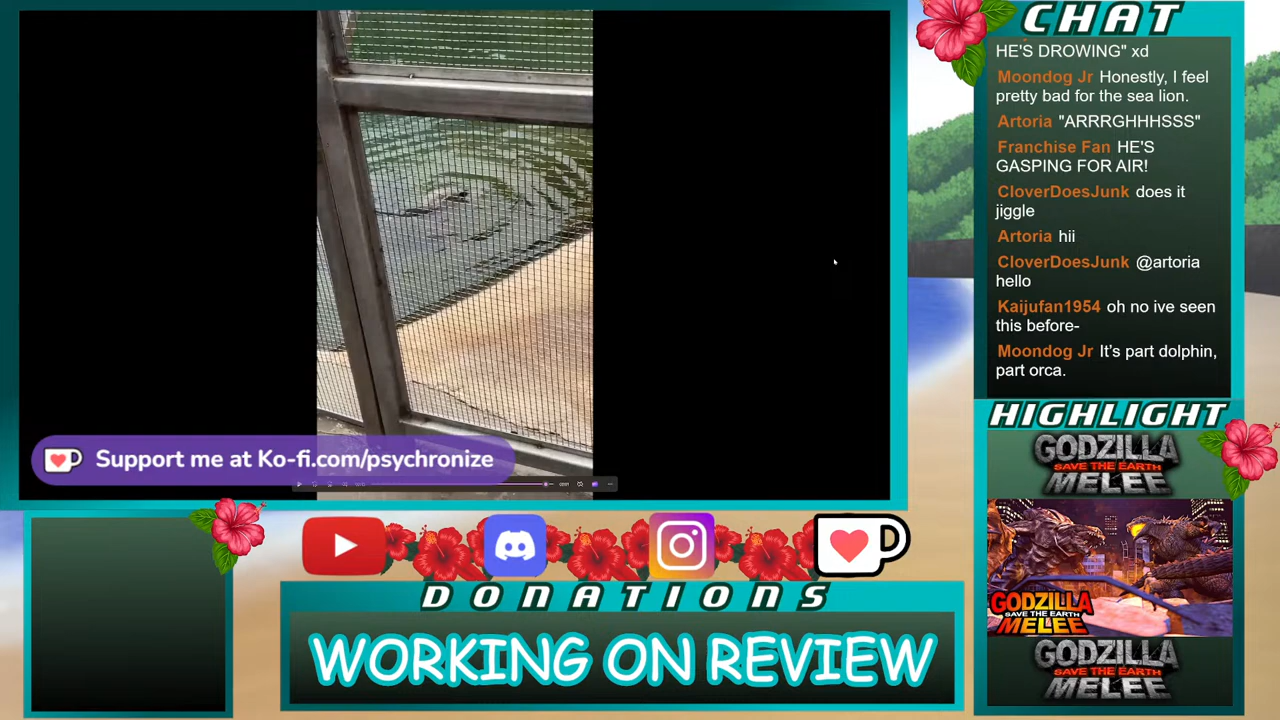 CHAT
HE'S DROWING" xd
Moondog Jr Honestly, I feel
pretty bad for the sea lion.
Artoria "ARRRGHHHSSS"
Franchise Fan HE'S
GASPING FOR AIR!
CloverDoesJunk does it
jiggle
Artoria hii
CloverDoesJunk @artoria
hello
Kaijufan1954 oh no ive seen
this before-
Moondog Jr It's part dolphin,
part orca.
Support me at Ko-fi.com/psychronize
HIGHLIGHT
GODZILLA
SAVE THE EARTH
MELEE
GODZILLA
SAVE THE EARTH
MELEE
GODZILLA
SAVE THE EARTH
MELEE
DONATIONS
WORKING ON REVIEW